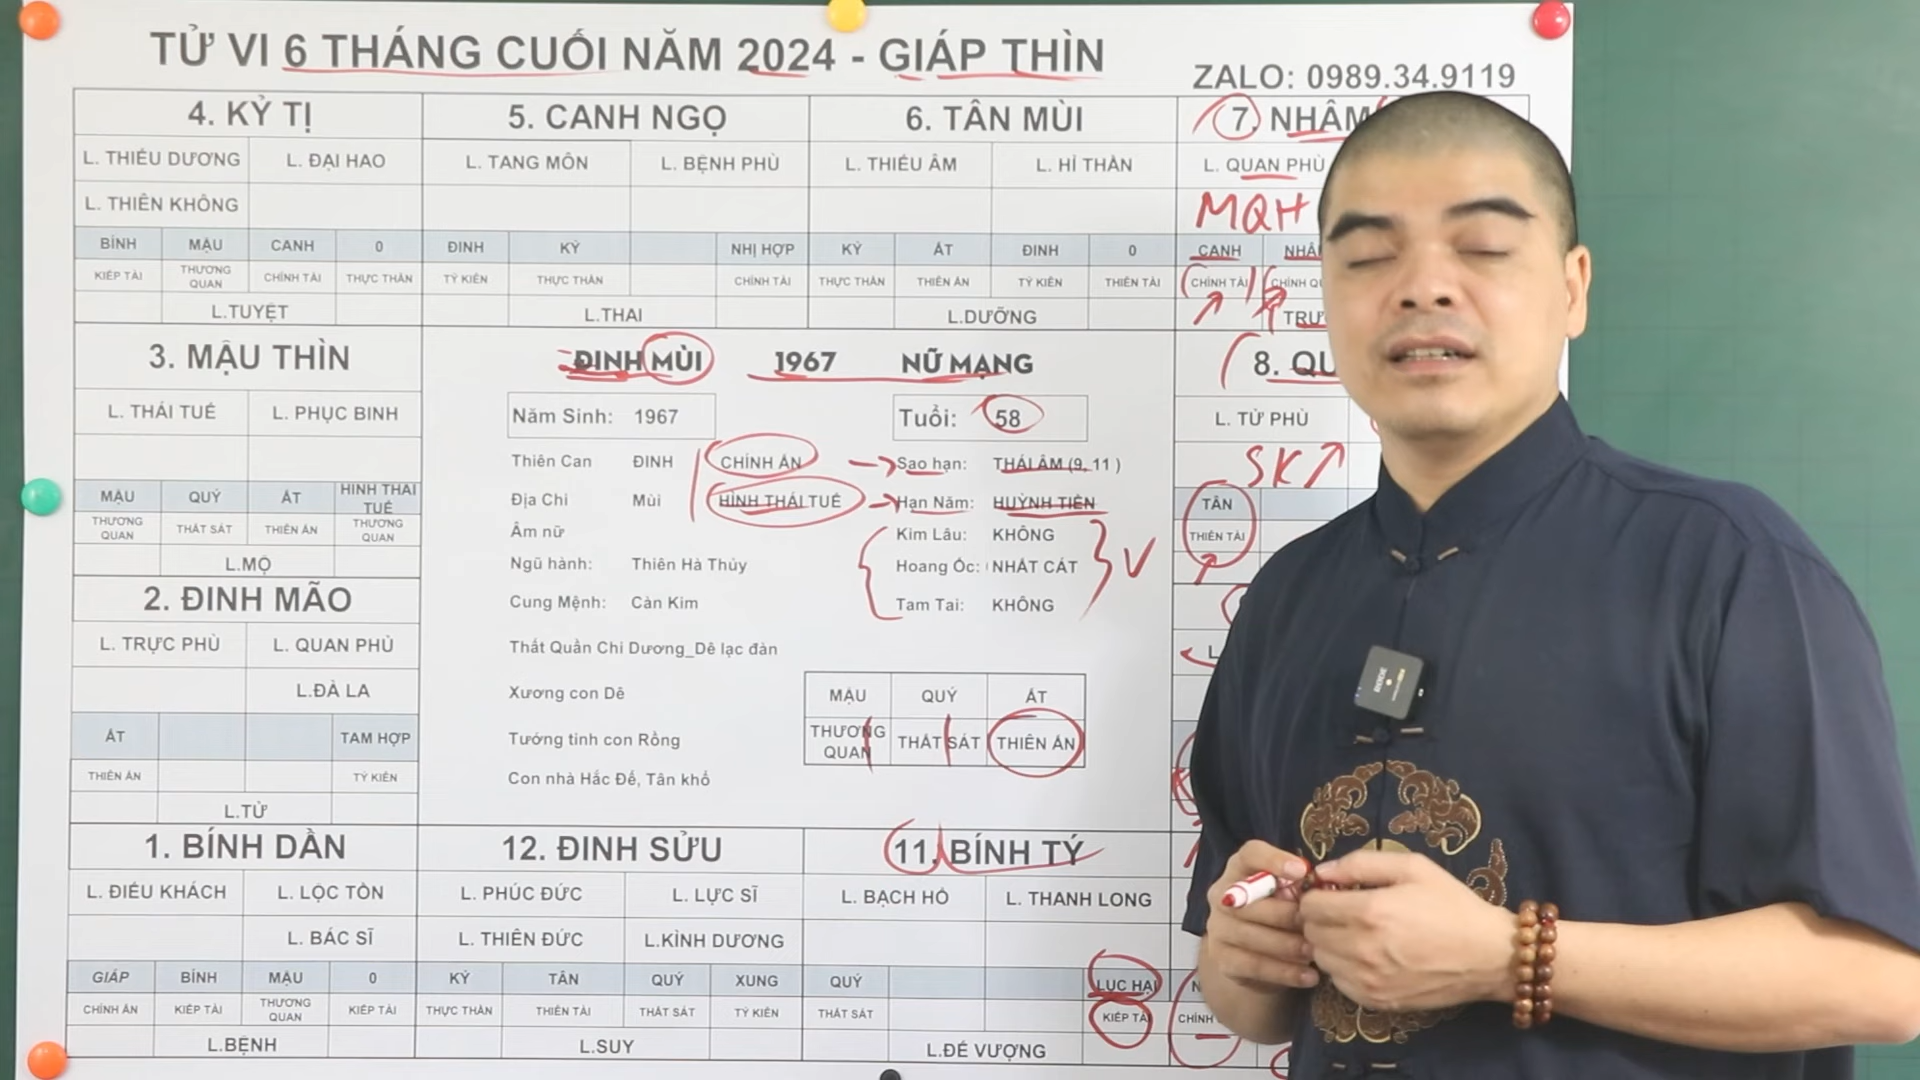 TỬ VI 6 THÁNG CUỐI NĂM 2024 - GIÁP THÌN
ZALO: 0989.34.9119
4. KỶ TỊ
L. THIẾU DƯƠNG L. ĐẠI HAO
L. THIÊN KHÔNG
BÍNH MẬU CANH 0
KIẾP TÀI THƯƠNG QUAN CHÍNH TÀI THỰC THẦN
L.TUYỆT
5. CANH NGỌ
L. TANG MÔN L. BỆNH PHÙ
ĐINH KỶ NHỊ HỢP
TỶ KIÊN THỰC THẦN CHÍNH TÀI
L.THAI
6. TÂN MÙI
L. THIẾU ÂM L. HỈ THẦN
KỶ ẤT ĐINH 0
THỰC THẦN THIÊN ẤN TỶ KIÊN THIÊN TÀI
L.DƯỠNG
7. NHÂM
L. QUAN PHÙ
MQH
CANH
CHÍNH TÀI
3. MẬU THÌN
L. THÁI TUẾ L. PHỤC BINH
MẬU QUÝ ẤT HÌNH THÁI TUẾ
THƯƠNG QUAN THẤT SÁT THIÊN ẤN THƯƠNG QUAN
L.MỘ
ĐINH MÙI 1967 NỮ MẠNG
Năm Sinh: 1967 Tuổi: 58
Thiên Can ĐINH CHÍNH ẤN Sao hạn: THÁI ÂM (9, 11)
Địa Chi Mùi HÌNH THÁI TUẾ Hạn Năm: HUỲNH TIỀN
Âm nữ Kim Lâu: KHÔNG
Ngũ hành: Thiên Hà Thủy Hoang Ốc: NHẤT CÁT
Cung Mệnh: Càn Kim Tam Tai: KHÔNG
Thất Quần Chi Dương_Dê lạc đàn
Xương con Dê
Tướng tinh con Rồng
Con nhà Hắc Đế, Tân khổ
MẬU QUÝ ẤT
THƯƠNG QUAN THẤT SÁT THIÊN ẤN
8.
L. TỬ PHÙ
SK
TÂN
THIÊN TÀI
2. ĐINH MÃO
L. TRỰC PHÙ L. QUAN PHỦ
L.ĐÀ LA
ẤT TAM HỢP
THIÊN ẤN TỶ KIÊN
L.TỬ
1. BÍNH DẦN
L. ĐIẾU KHÁCH L. LỘC TỒN
L. BÁC SĨ
GIÁP BÍNH MẬU 0
CHÍNH ẤN KIẾP TÀI THƯƠNG QUAN KIẾP TÀI
L.BỆNH
12. ĐINH SỬU
L. PHÚC ĐỨC L. LỰC SĨ
L. THIÊN ĐỨC L.KÌNH DƯƠNG
KỶ TÂN QUÝ XUNG
THỰC THẦN THIÊN TÀI THẤT SÁT TỶ KIÊN
L.SUY
11. BÍNH TÝ
L. BẠCH HỔ L. THANH LONG
QUÝ LỤC HẠI
THẤT SÁT KIẾP TÀI
L.ĐẾ VƯỢNG
CHÍNH
RODE